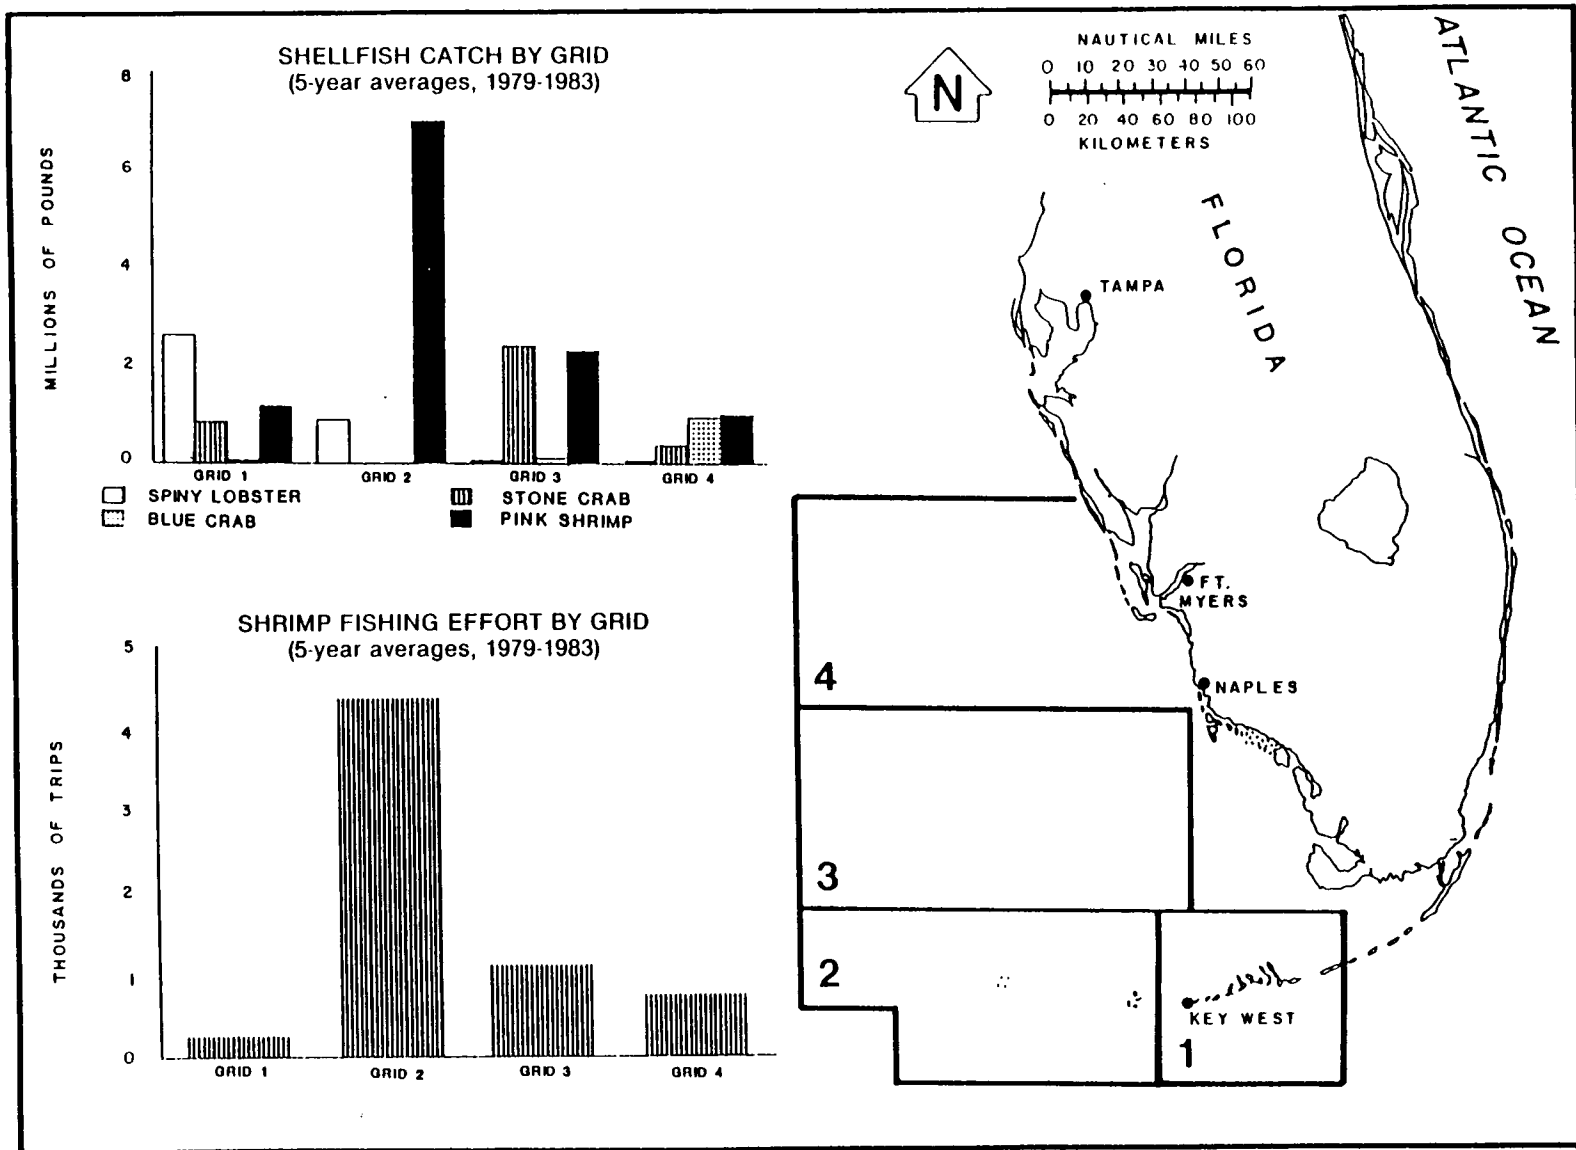 SHELLFISH CATCH BY GRID
(5-year averages, 1979-1983)
MILLIONS OF POUNDS
8
6
4
2
0
GRID 1 GRID 2 GRID 3 GRID 4
SPINY LOBSTER STONE CRAB
BLUE CRAB PINK SHRIMP
SHRIMP FISHING EFFORT BY GRID
(5-year averages, 1979-1983)
THOUSANDS OF TRIPS
5
4
3
2
1
0
GRID 1 GRID 2 GRID 3 GRID 4
N
NAUTICAL MILES
0 10 20 30 40 50 60
0 20 40 60 80 100
KILOMETERS
ATLANTIC OCEAN
FLORIDA
TAMPA
FT.
MYERS
NAPLES
KEY WEST
4
3
2
1